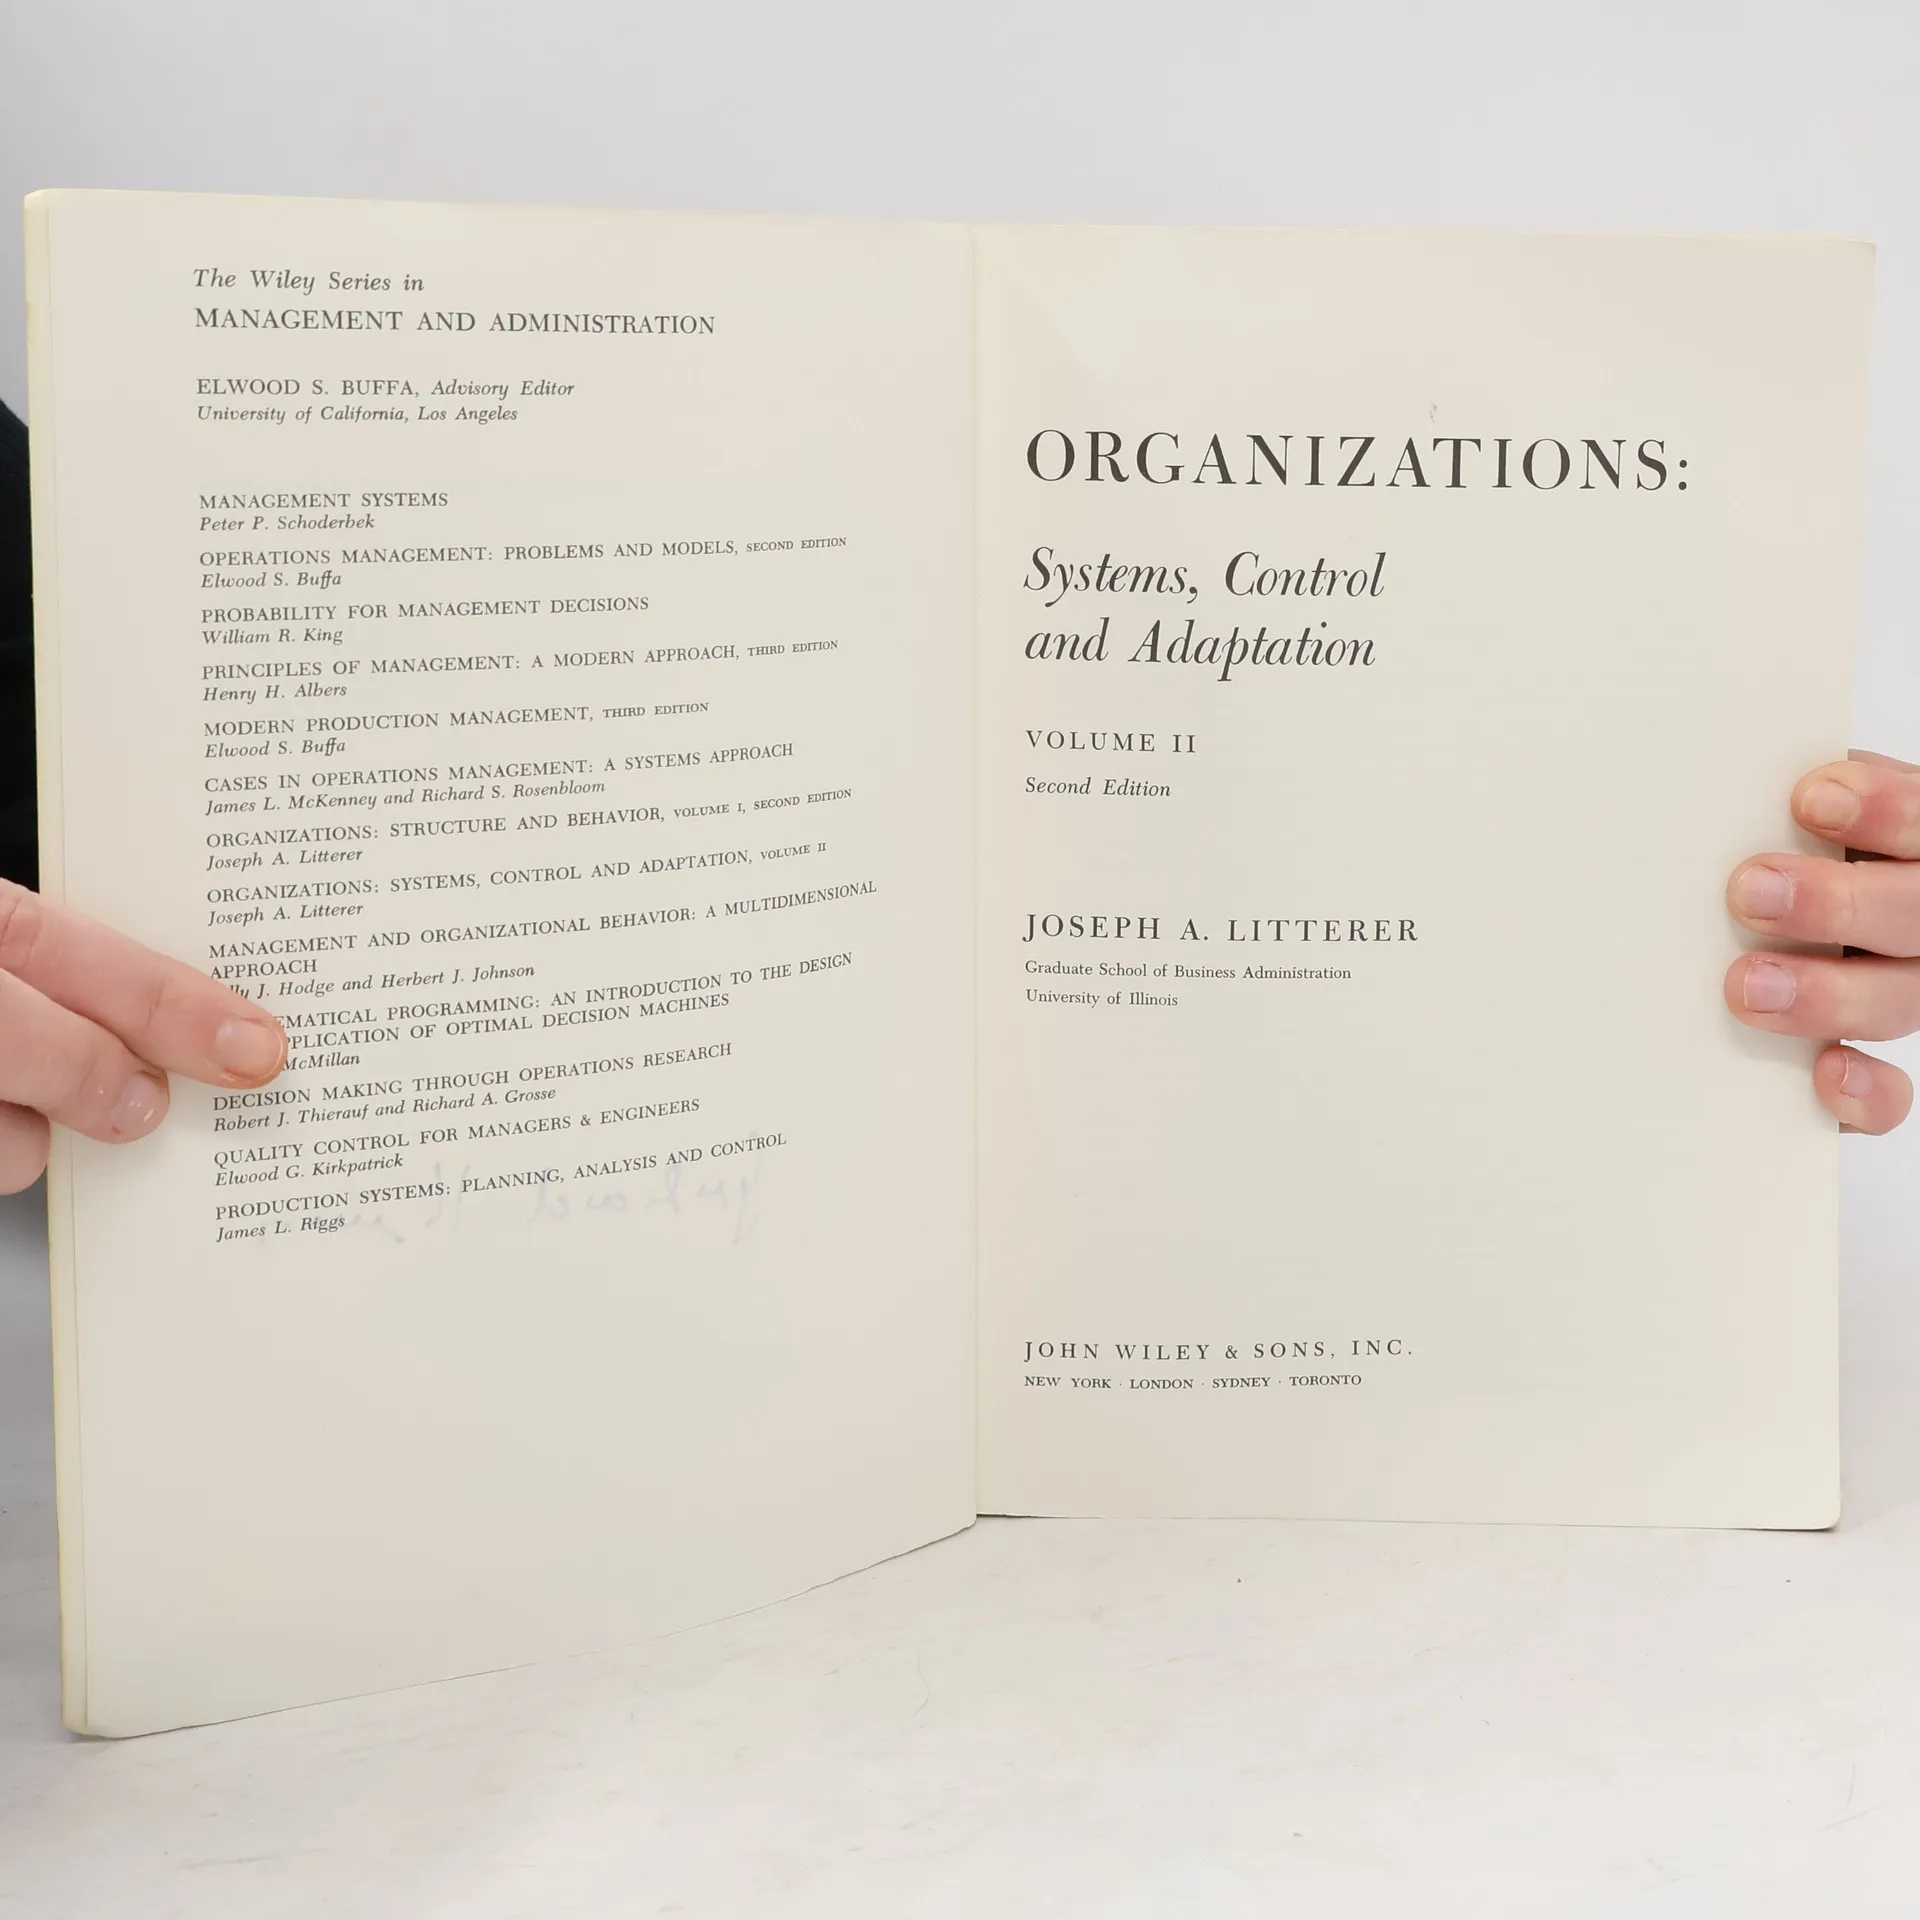 The Wiley Series in
MANAGEMENT AND ADMINISTRATION
ELWOOD S. BUFFA, Advisory Editor
University of California, Los Angeles
MANAGEMENT SYSTEMS
Peter P. Schoderbek
OPERATIONS MANAGEMENT: PROBLEMS AND MODELS, SECOND EDITION
Elwood S. Buffa
PROBABILITY FOR MANAGEMENT DECISIONS
William R. King
PRINCIPLES OF MANAGEMENT: A MODERN APPROACH, THIRD EDITION
Henry H. Albers
MODERN PRODUCTION MANAGEMENT, THIRD EDITION
Elwood S. Buffa
CASES IN OPERATIONS MANAGEMENT: A SYSTEMS APPROACH
James L. McKenney and Richard S. Rosenbloom
ORGANIZATIONS: STRUCTURE AND BEHAVIOR, VOLUME I, SECOND EDITION
Joseph A. Litterer
ORGANIZATIONS: SYSTEMS, CONTROL AND ADAPTATION, VOLUME II
Joseph A. Litterer
MANAGEMENT AND ORGANIZATIONAL BEHAVIOR: A MULTIDIMENSIONAL
APPROACH
J. Hodge and Herbert J. Johnson
PROGRAMMING: AN INTRODUCTION TO THE DESIGN
OF OPTIMAL DECISION MACHINES
McMillan
DECISION MAKING THROUGH OPERATIONS RESEARCH
Robert J. Thierauf and Richard A. Grosse
QUALITY CONTROL FOR MANAGERS & ENGINEERS
Elwood G. Kirkpatrick
PRODUCTION SYSTEMS: PLANNING, ANALYSIS AND CONTROL
James L. Riggs
ORGANIZATIONS:
Systems, Control
and Adaptation
VOLUME II
Second Edition
JOSEPH A. LITTERER
Graduate School of Business Administration
University of Illinois
JOHN WILEY & SONS, INC.
NEW YORK · LONDON · SYDNEY · TORONTO